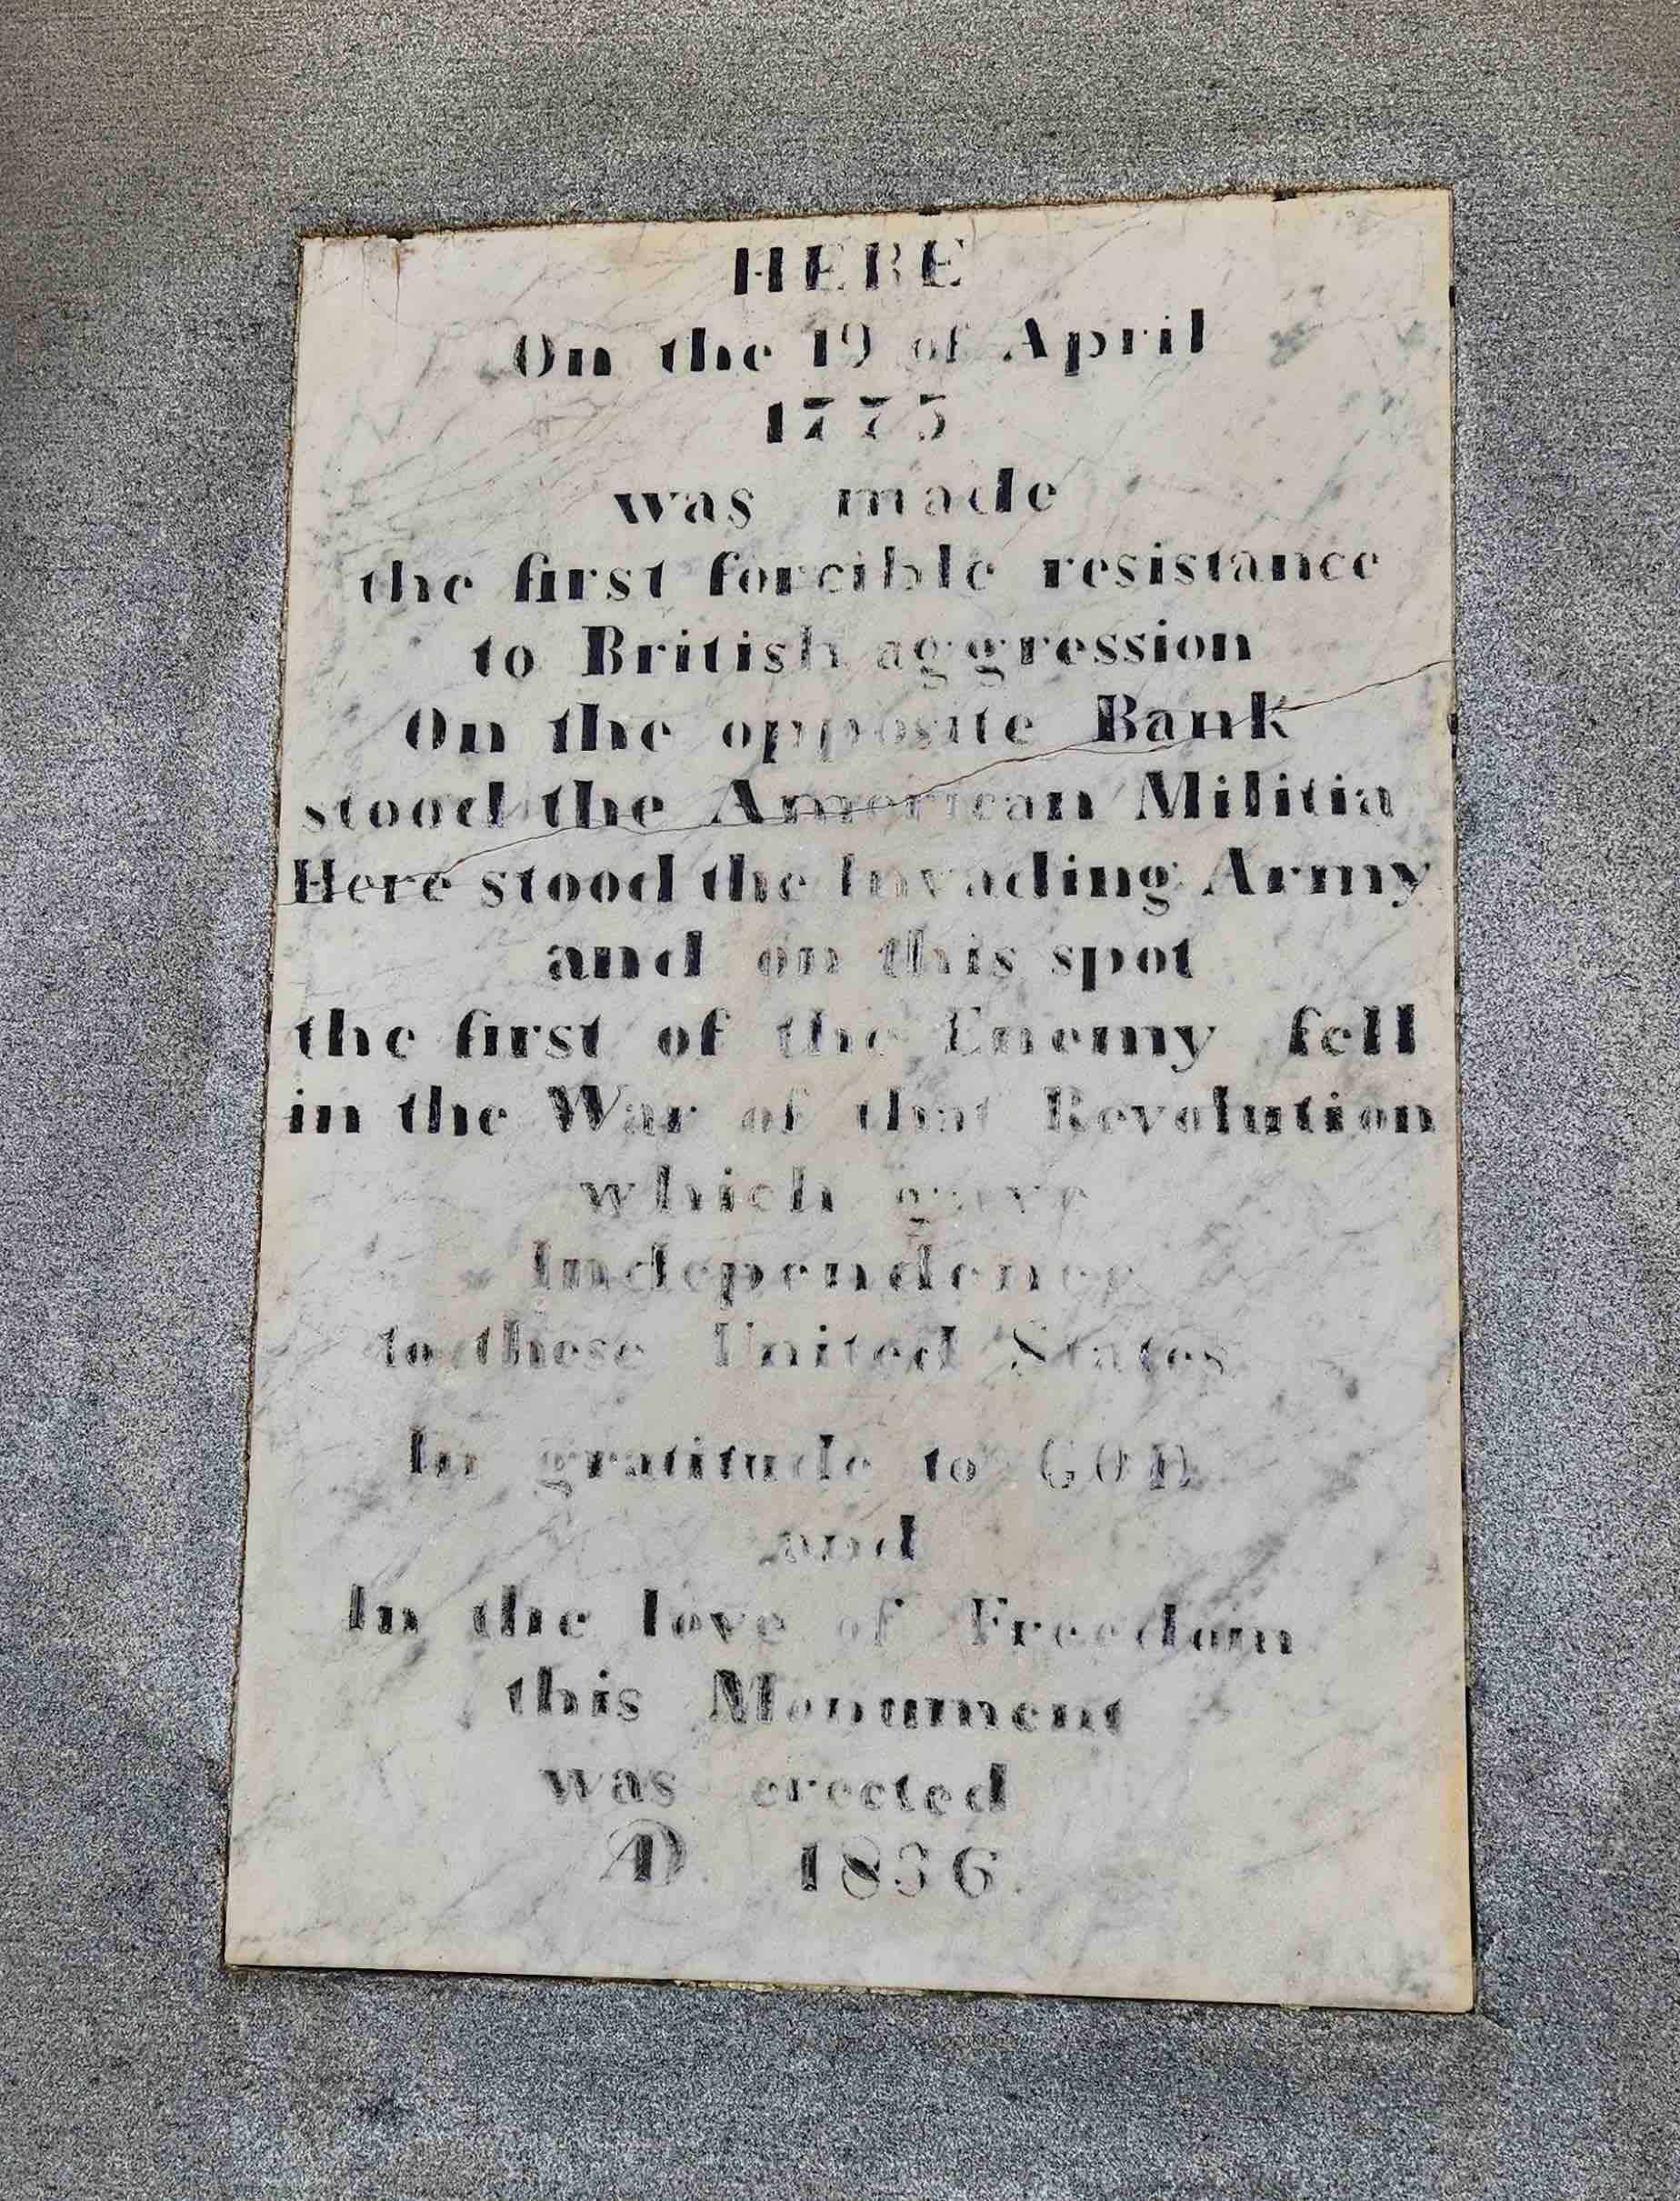 HERE
On the 19 of April
1775
was made
the first forcible resistance
to British aggression
On the opposite Bank
stood the American Militia
Here stood the Invading Army
and on this spot
the first of the Enemy fell
in the War of that Revolution
which gave
Independence
to these United States
In gratitude to GOD
and
In the love of Freedom
this Monument
was erected
AD. 1836.